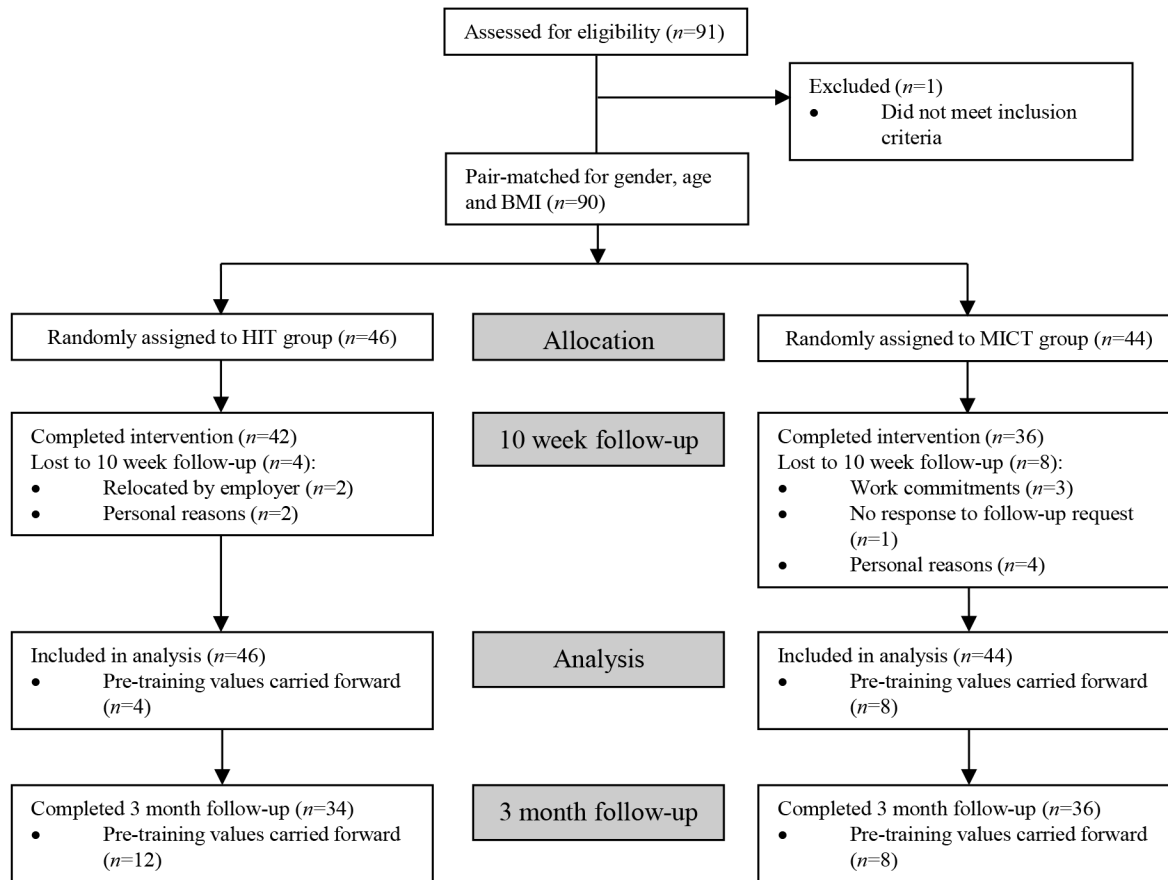 Assessed for eligibility (n=91)
Excluded (n=1)
• Did not meet inclusion
criteria
Pair-matched for gender, age
and BMI (n=90)
Randomly assigned to HIT group (n=46)
Allocation
Randomly assigned to MICT group (n=44)
Completed intervention (n=42)
Lost to 10 week follow-up (n=4):
• Relocated by employer (n=2)
• Personal reasons (n=2)
10 week follow-up
Completed intervention (n=36)
Lost to 10 week follow-up (n=8):
• Work commitments (n=3)
• No response to follow-up request
(n=1)
• Personal reasons (n=4)
Included in analysis (n=46)
• Pre-training values carried forward
(n=4)
Analysis
Included in analysis (n=44)
• Pre-training values carried forward
(n=8)
Completed 3 month follow-up (n=34)
• Pre-training values carried forward
(n=12)
3 month follow-up
Completed 3 month follow-up (n=36)
• Pre-training values carried forward
(n=8)